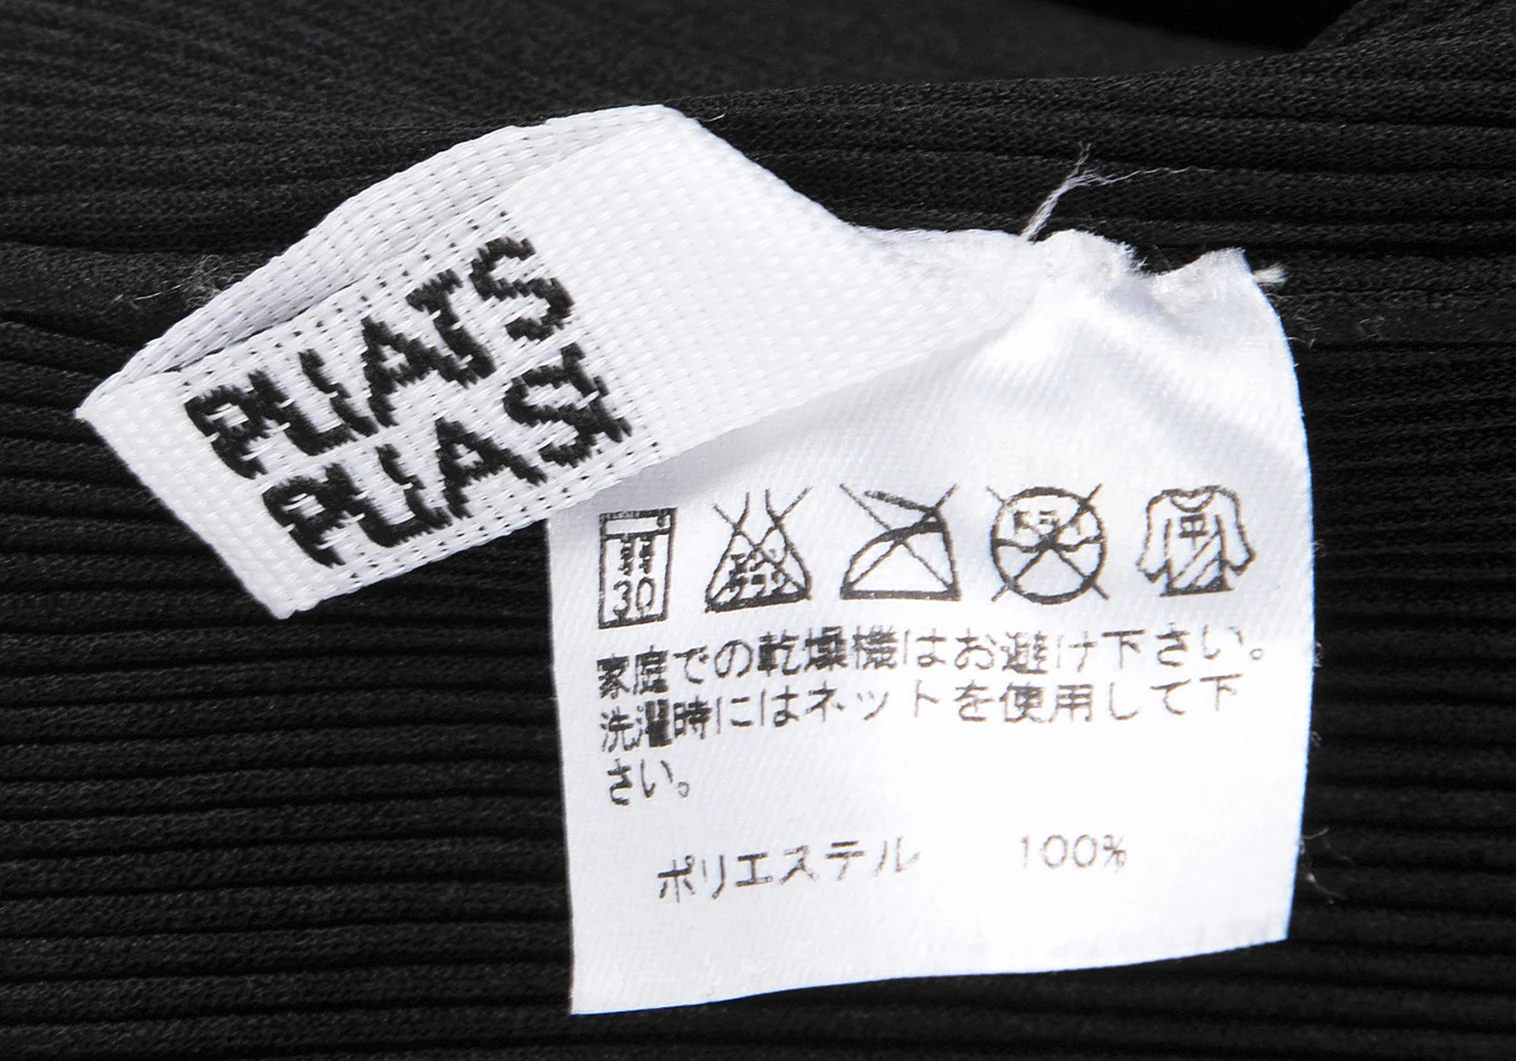 PLEATS
PLEASE
30
家庭での乾燥機はお避け下さい。
洗濯時にはネットを使用して下
さい。
ポリエステル 100%